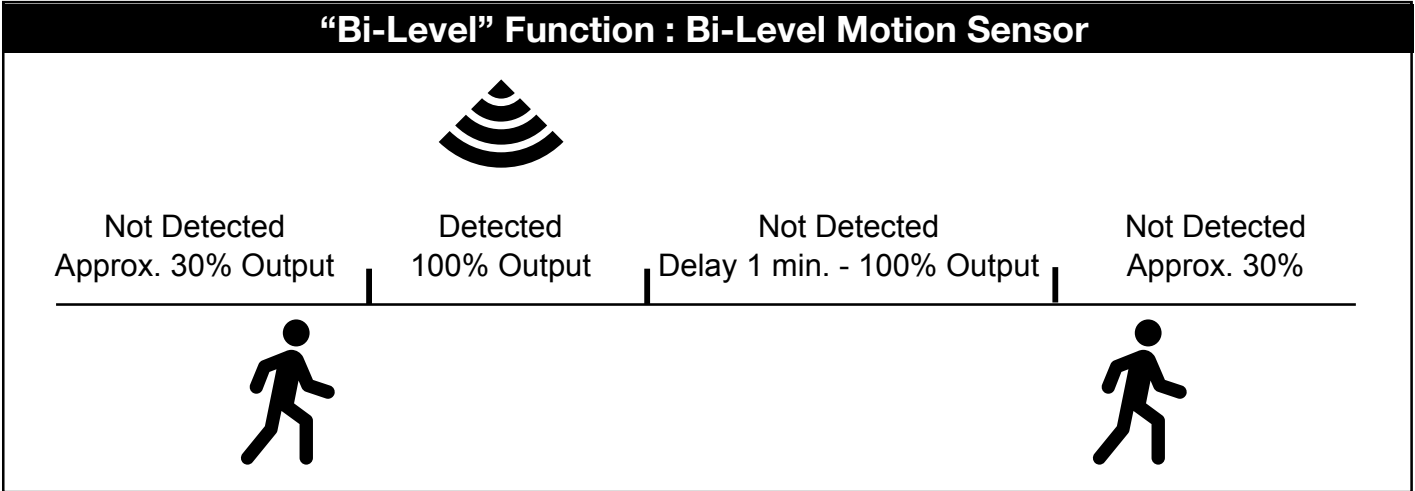 “Bi-Level” Function : Bi-Level Motion Sensor
Not Detected
Approx. 30% Output
Detected
100% Output
Not Detected
Delay 1 min. - 100% Output
Not Detected
Approx. 30%